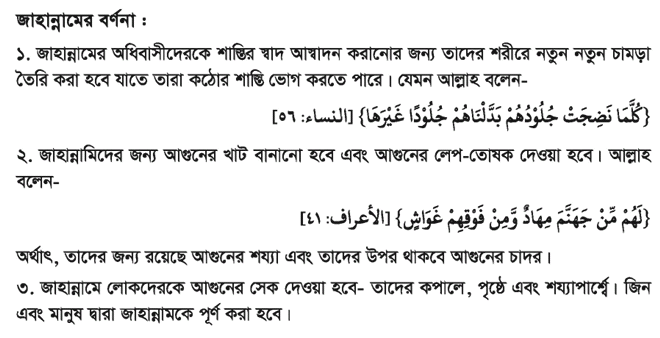 জাহান্নামের বর্ণনা :
১. জাহান্নামের অধিবাসীদেরকে শাস্তির স্বাদ আস্বাদন করানোর জন্য তাদের শরীরে নতুন নতুন চামড়া
তৈরি করা হবে যাতে তারা কঠোর শাস্তি ভোগ করতে পারে। যেমন আল্লাহ বলেন-
{كُلَّمَا نَضِجَتْ جُلُودُهُمْ بَدَّلْنَاهُمْ جُلُودًا غَيْرَهَا} [النساء: ٥٦]
২. জাহান্নামিদের জন্য আগুনের খাট বানানো হবে এবং আগুনের লেপ-তোষক দেওয়া হবে। আল্লাহ
বলেন-
{لَهُمْ مِّنْ جَهَنَّمَ مِهَادٌ وَّمِنْ فَوْقِهِمْ غَوَاشٍ} [الأعراف: ٤١]
অর্থাৎ, তাদের জন্য রয়েছে আগুনের শয্যা এবং তাদের উপর থাকবে আগুনের চাদর।
৩. জাহান্নামে লোকদেরকে আগুনের সেক দেওয়া হবে- তাদের কপালে, পৃষ্ঠে এবং শয্যাপার্শ্বে। জিন
এবং মানুষ দ্বারা জাহান্নামকে পূর্ণ করা হবে।